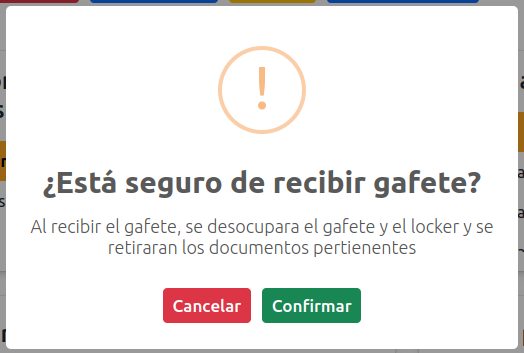 ¿Está seguro de recibir gafete?
Al recibir el gafete, se desocupara el gafete y el locker y se
retiraran los documentos pertienentes
Cancelar
Confirmar